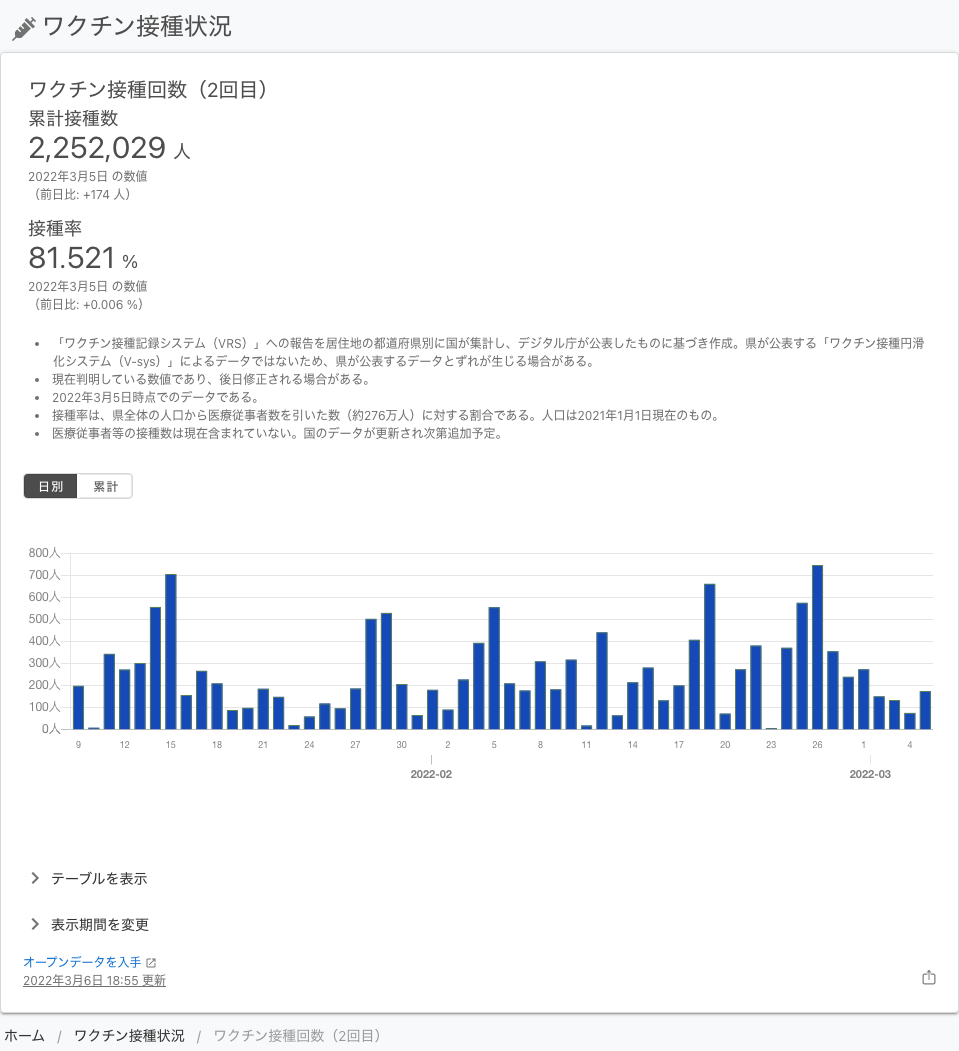 ワクチン接種状況
ワクチン接種回数（2回目）
累計接種数
2,252,029 人
2022年3月5日 の数値
（前日比: +174 人）
接種率
81.521 %
2022年3月5日 の数値
（前日比: +0.006 %）
• 「ワクチン接種記録システム（VRS）」への報告を居住地の都道府県別に国が集計し、デジタル庁が公表したものに基づき作成。県が公表する「ワクチン接種円滑
化システム（V-sys）」によるデータではないため、県が公表するデータとずれが生じる場合がある。
• 現在判明している数値であり、後日修正される場合がある。
• 2022年3月5日時点でのデータである。
• 接種率は、県全体の人口から医療従事者数を引いた数（約276万人）に対する割合である。人口は2021年1月1日現在のもの。
• 医療従事者等の接種数は現在含まれていない。国のデータが更新され次第追加予定。
日別 累計
800人
700人
600人
500人
400人
300人
200人
100人
0人
9 12 15 18 21 24 27 30 2 5 8 11 14 17 20 23 26 1 4
2022-02 2022-03
テーブルを表示
表示期間を変更
オープンデータを入手
2022年3月6日 18:55 更新
ホーム / ワクチン接種状況 / ワクチン接種回数（2回目）